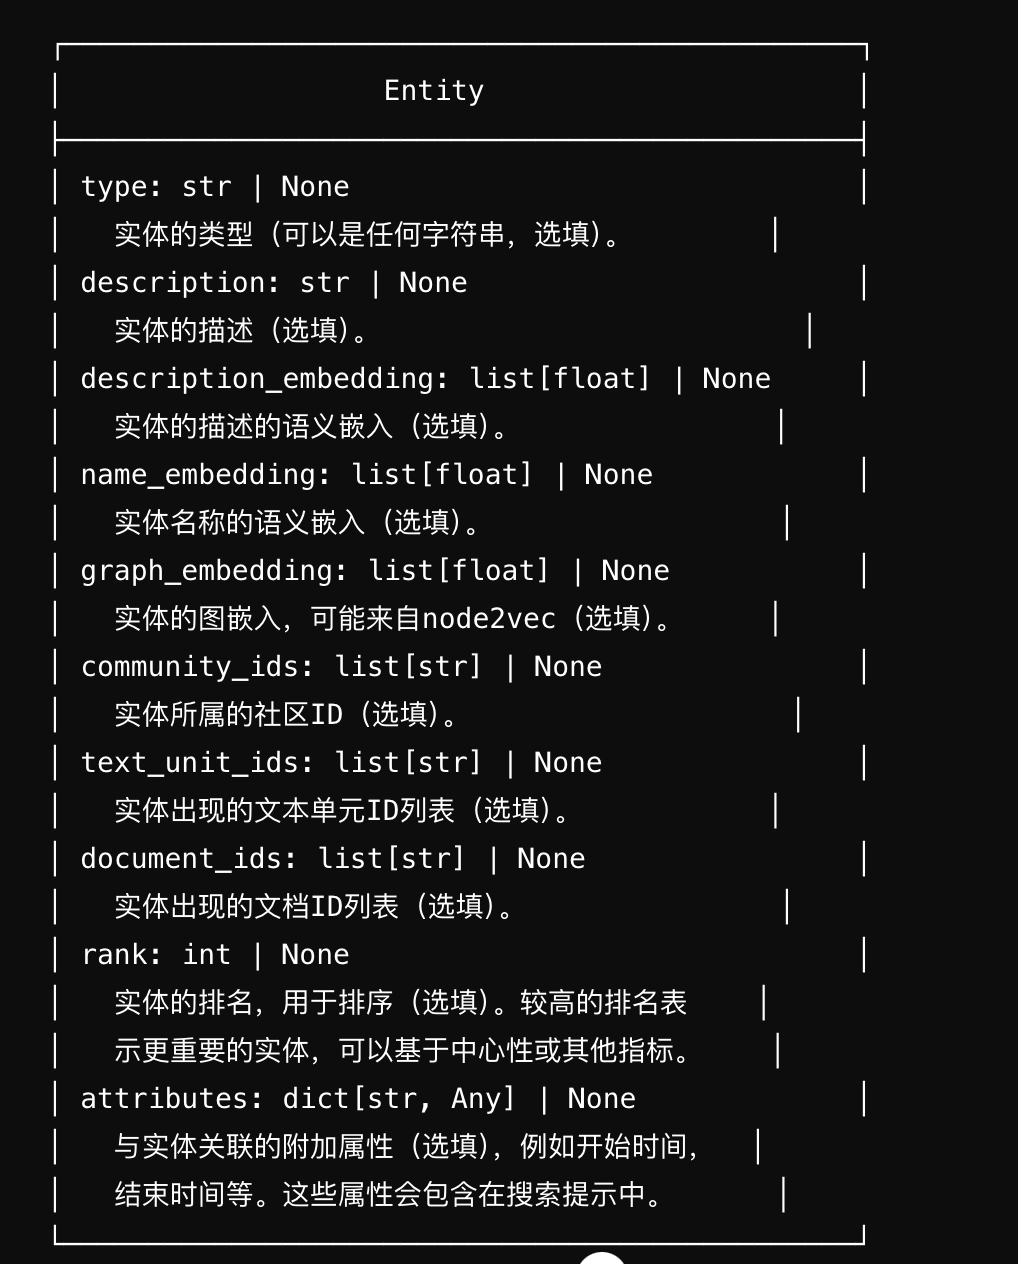 Entity
type: str | None
实体的类型（可以是任何字符串，选填）。
description: str | None
实体的描述（选填）。
description_embedding: list[float] | None
实体的描述的语义嵌入（选填）。
name_embedding: list[float] | None
实体名称的语义嵌入（选填）。
graph_embedding: list[float] | None
实体的图嵌入，可能来自node2vec（选填）。
community_ids: list[str] | None
实体所属的社区ID（选填）。
text_unit_ids: list[str] | None
实体出现的文本单元ID列表（选填）。
document_ids: list[str] | None
实体出现的文档ID列表（选填）。
rank: int | None
实体的排名，用于排序（选填）。较高的排名表
示更重要的实体，可以基于中心性或其他指标。
attributes: dict[str, Any] | None
与实体关联的附加属性（选填），例如开始时间，
结束时间等。这些属性会包含在搜索提示中。